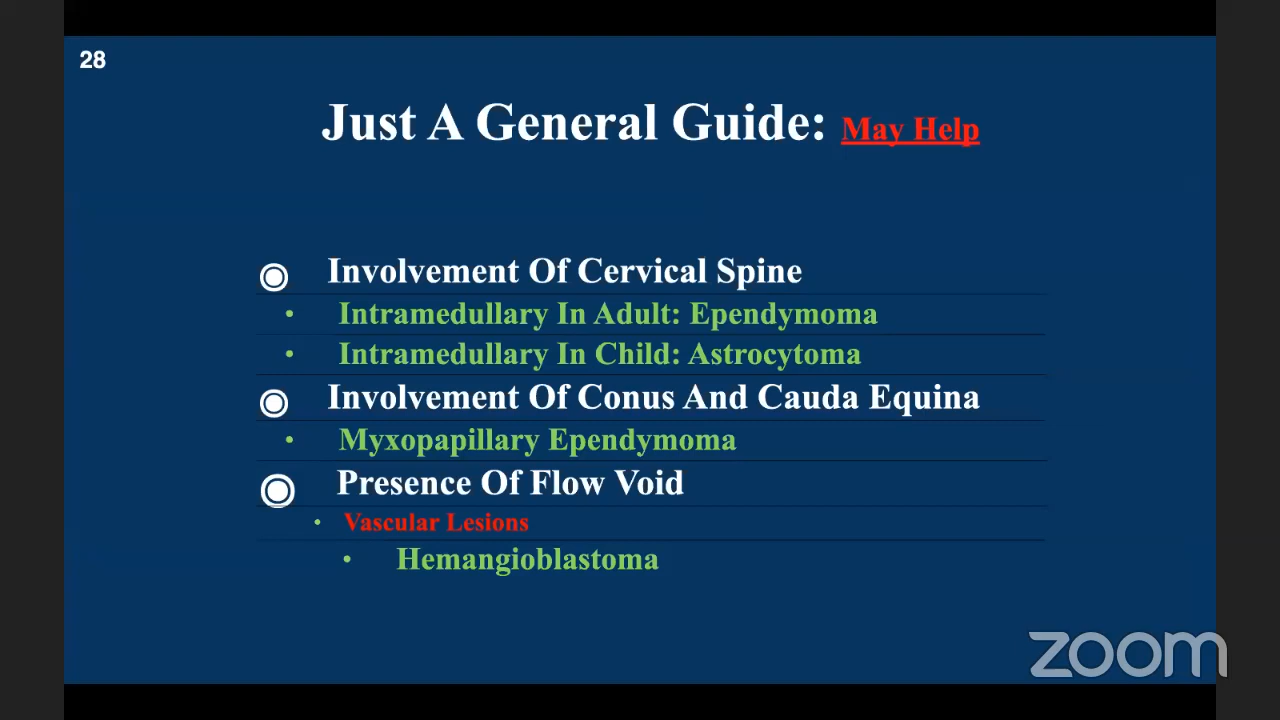 28
Just A General Guide: May Help
Involvement Of Cervical Spine
Intramedullary In Adult: Ependymoma
Intramedullary In Child: Astrocytoma
Involvement Of Conus And Cauda Equina
Myxopapillary Ependymoma
Presence Of Flow Void
Vascular Lesions
Hemangioblastoma
zoom